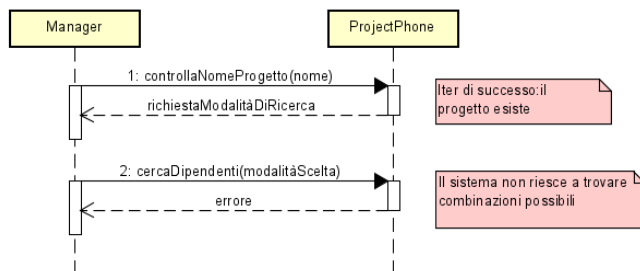 Manager
ProjectPhone
1: controllaNomeProgetto(nome)
Iter di successo:il
progetto esiste
richiestaModalitàDiRicerca
2: cercaDipendenti(modalitàScelta)
Il sistema non riesce a trovare
combinazioni possibili
errore